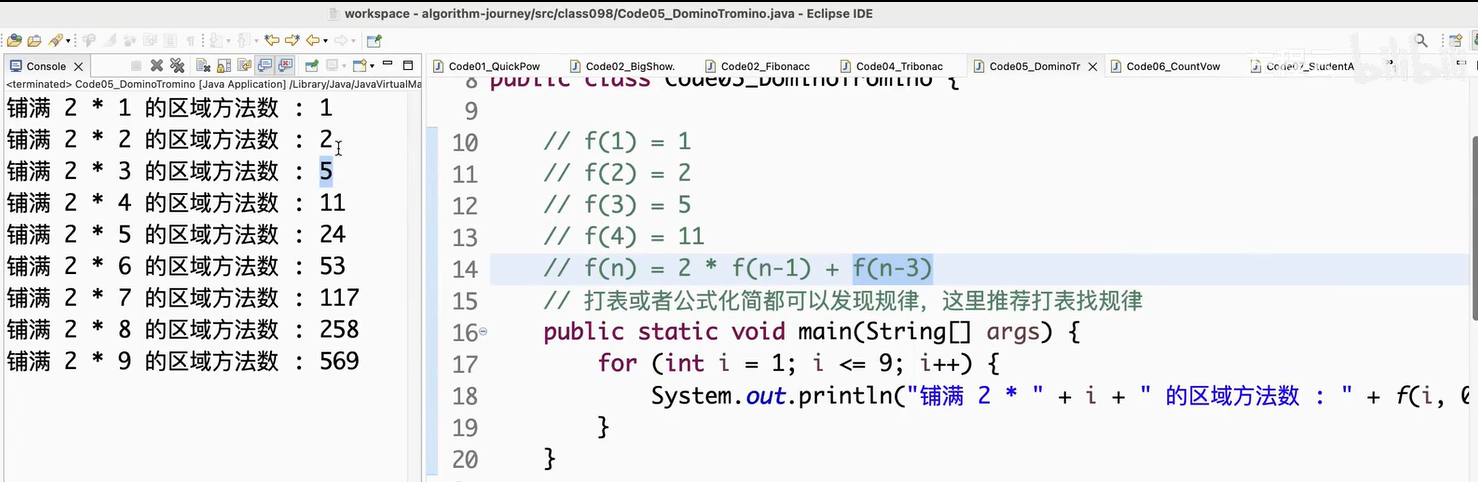 workspace - algorithm-journey/src/class098/Code05_DominoTromino.java - Eclipse IDE
Console
Code01_QuickPow
Code02_BigShow.
Code02_Fibonacc
Code04_Tribonac
Code05_DominoTr
Code06_CountVow
Code07_StudentA
bilibili
<terminated> Code05_DominoTromino [Java Application] /Library/Java/JavaVirtualMa
铺满 2 * 1 的区域方法数 : 1
铺满 2 * 2 的区域方法数 : 2
铺满 2 * 3 的区域方法数 : 5
铺满 2 * 4 的区域方法数 : 11
铺满 2 * 5 的区域方法数 : 24
铺满 2 * 6 的区域方法数 : 53
铺满 2 * 7 的区域方法数 : 117
铺满 2 * 8 的区域方法数 : 258
铺满 2 * 9 的区域方法数 : 569
8 public class Code05_DominoTromino {
9
10 // f(1) = 1
11 // f(2) = 2
12 // f(3) = 5
13 // f(4) = 11
14 // f(n) = 2 * f(n-1) + f(n-3)
15 // 打表或者公式化简都可以发现规律，这里推荐打表找规律
16 public static void main(String[] args) {
17 for (int i = 1; i <= 9; i++) {
18 System.out.println("铺满 2 * " + i + " 的区域方法数 : " + f(i, 0
19 }
20 }